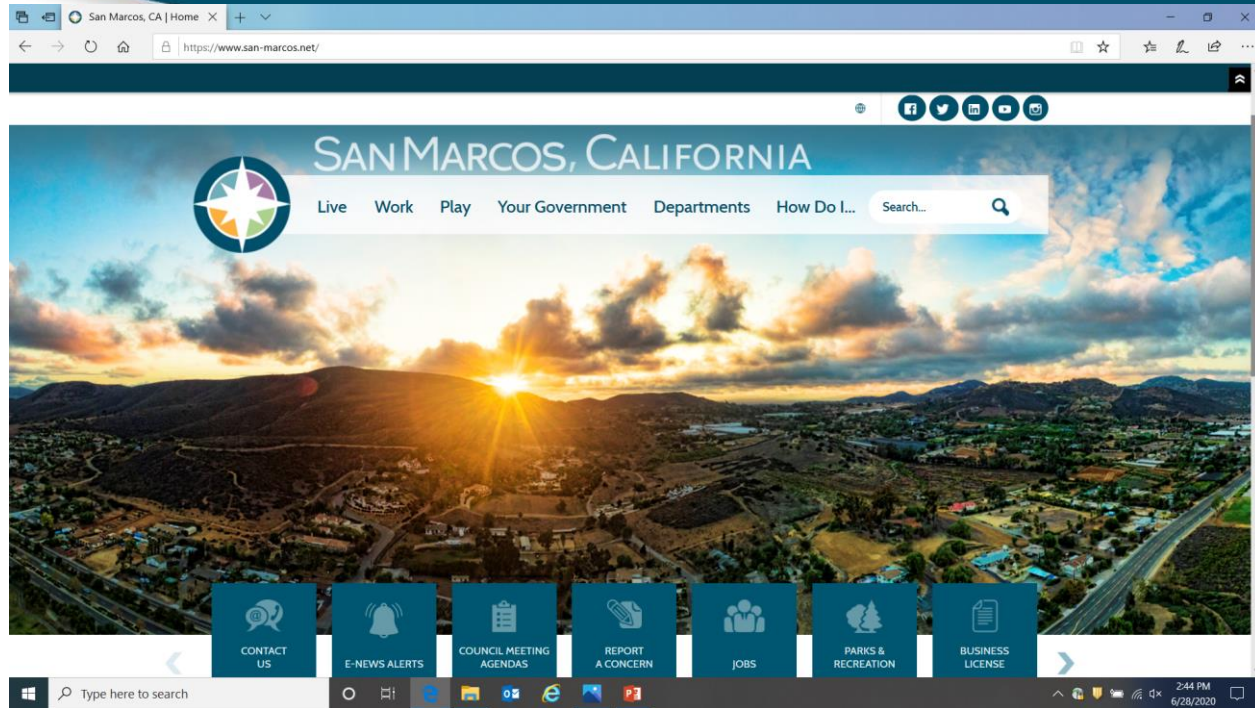 San Marcos, CA | Home
https://www.san-marcos.net/
SAN MARCOS, CALIFORNIA
Live Work Play Your Government Departments How Do I... Search...
CONTACT
US
E-NEWS ALERTS
COUNCIL MEETING
AGENDAS
REPORT
A CONCERN
JOBS
PARKS &
RECREATION
BUSINESS
LICENSE
Type here to search
2:44 PM
6/28/2020